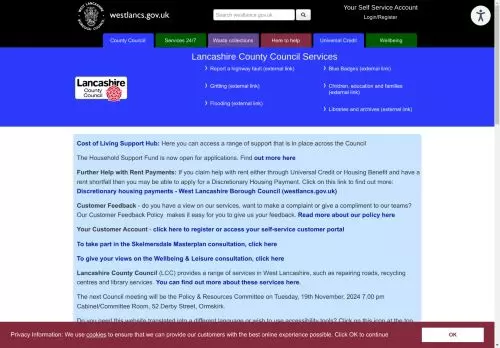 WEST LANCASHIRE BOROUGH COUNCIL
westlancs.gov.uk
Search westlancs.gov.uk
Your Self Service Account
Login/Register
County Council
Services 24/7
Waste collections
Here to help
Universal Credit
Wellbeing
Lancashire County Council Services
Report a highway fault (external link)
Blue Badges (external link)
Gritting (external link)
Children, education and families
(external link)
Flooding (external link)
Libraries and archives (external link)
Lancashire
County
Council
Cost of Living Support Hub: Here you can access a range of support that is in place across the Council
The Household Support Fund is now open for applications. Find out more here
Further Help with Rent Payments: If you claim help with rent either through Universal Credit or Housing Benefit and have
a rent shortfall then you may be able to apply for a Discretionary Housing Payment. Click on this link to find out more:
Discretionary housing payments - West Lancashire Borough Council (westlancs.gov.uk)
Customer Feedback - do you have a view on our services, want to make a complaint or give a compliment to our teams?
Our Customer Feedback Policy makes it easy for you to give us your feedback. Read more about our policy here
Your Customer Account - click here to register or access your self-service customer portal
To take part in the Skelmersdale Masterplan consultation, click here
To give your views on the Wellbeing & Leisure consultation, click here
Lancashire County Council (LCC) provides a range of services in West Lancashire, such as repairing roads, recycling
centres and library services. You can find out more about these services here.
The next Council meeting will be the Policy & Resources Committee on Tuesday, 19th November, 2024 7.00 pm
Cabinet/Committee Room, 52 Derby Street, Ormskirk.
Do you need this website translated into a different language or wish to use accessibility tools? Click on this icon at the top
Privacy Information: We use cookies to ensure that we can provide our customers with the best online experience possible. Click OK to continue
OK